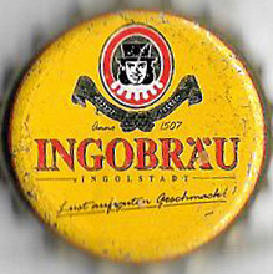 Anno 1507
INGOBRÄU
INGOLSTADT
Lust auf guten Geschmack!